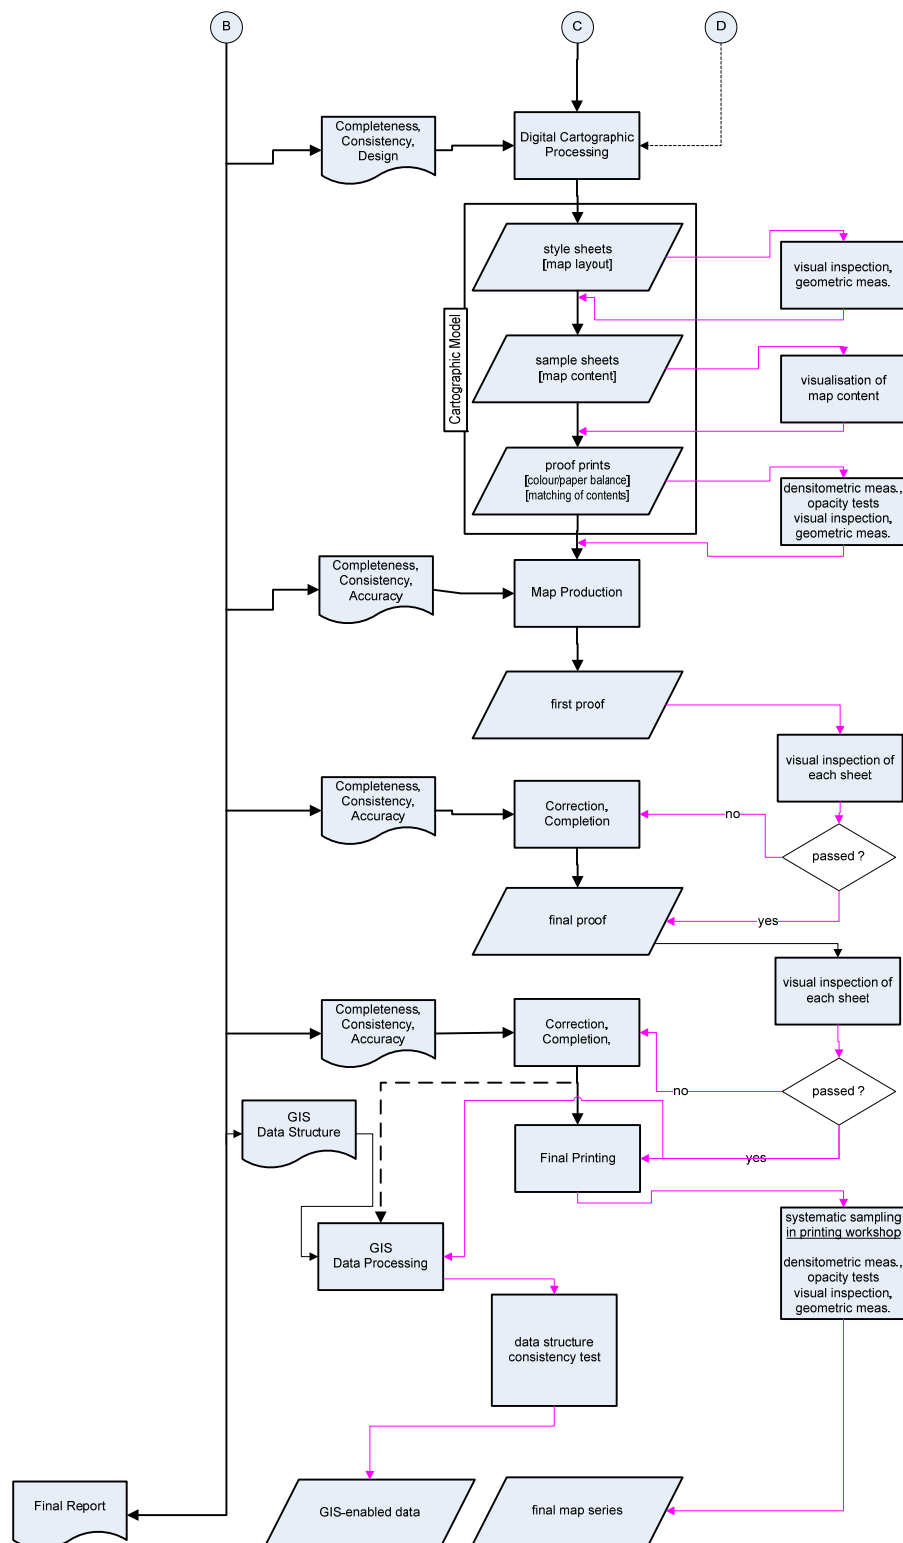 B
C
D
Completeness,
Consistency,
Design
Digital Cartographic
Processing
style sheets
[map layout]
visual inspection,
geometric meas.
Cartographic Model
sample sheets
[map content]
visualisation of
map content
proof prints
[colour/paper balance]
[matching of contents]
densitometric meas.,
opacity tests
visual inspection,
geometric meas.
Completeness,
Consistency,
Accuracy
Map Production
first proof
visual inspection of
each sheet
Completeness,
Consistency,
Accuracy
Correction,
Completion
no
passed ?
final proof
yes
visual inspection of
each sheet
Completeness,
Consistency,
Accuracy
Correction,
Completion,
no
passed ?
GIS
Data Structure
Final Printing
yes
GIS
Data Processing
systematic sampling
in printing workshop
densitometric meas.,
opacity tests
visual inspection,
geometric meas.
data structure
consistency test
Final Report
GIS-enabled data
final map series